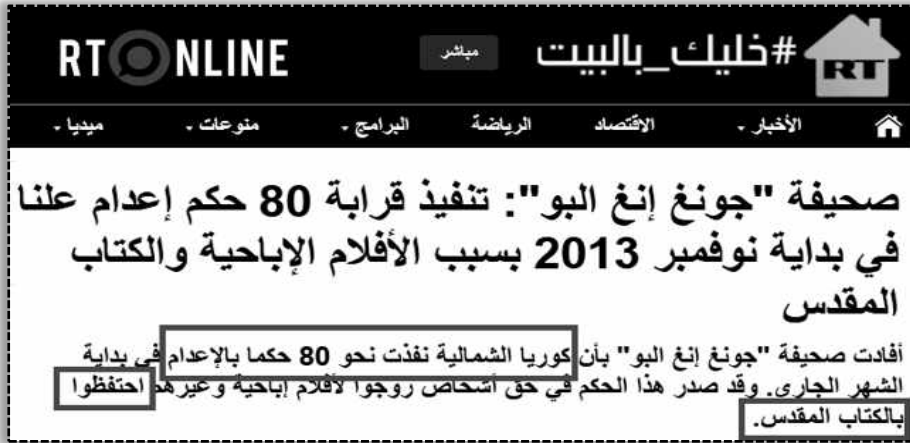 RT ONLINE
مباشر
#خليك_بالبيت
RT
الأخبار
الاقتصاد
الرياضة
البرامج
منوعات
ميديا
صحيفة "جونغ إنغ البو": تنفيذ قرابة 80 حكم إعدام علنا
في بداية نوفمبر 2013 بسبب الأفلام الإباحية والكتاب
المقدس
أفادت صحيفة "جونغ إنغ البو" بأن كوريا الشمالية نفذت نحو 80 حكما بالإعدام في بداية
الشهر الجاري. وقد صدر هذا الحكم في حق أشخاص روجوا لأفلام إباحية وغيرهم احتفظوا
بالكتاب المقدس.